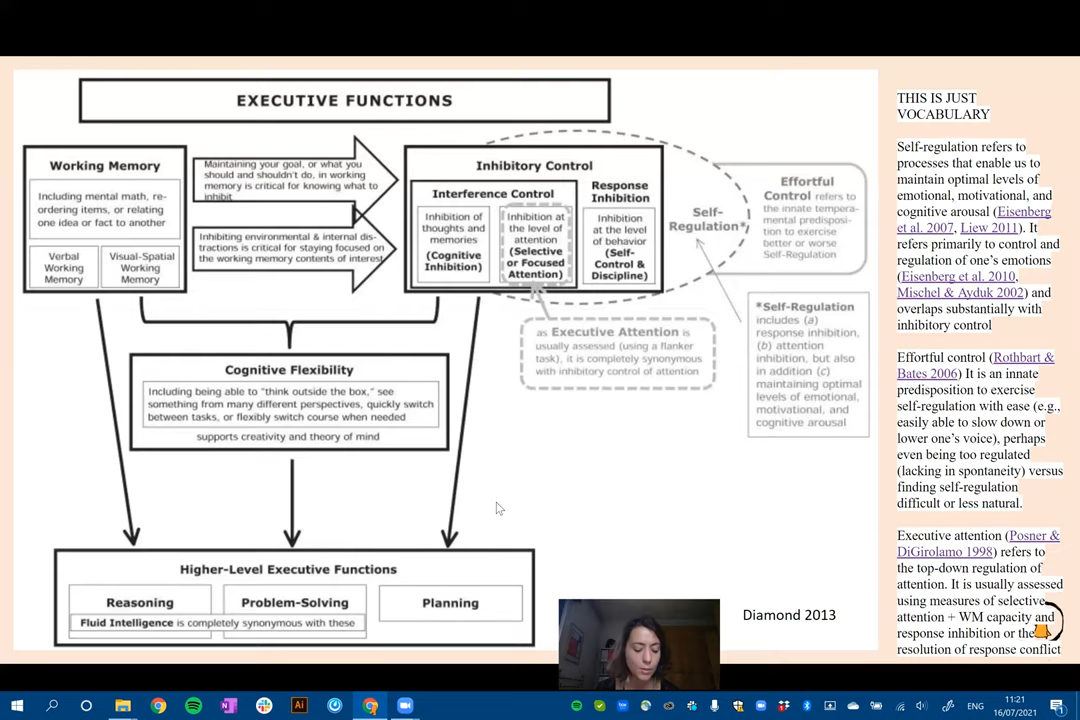 EXECUTIVE FUNCTIONS
Working Memory
Including mental math, re-
ordering items, or relating
one idea or fact to another
Verbal
Working
Memory
Visual-Spatial
Working
Memory
Maintaining your goal, or what you
should and shouldn't do, in working
memory is critical for knowing what to
inhibit
Inhibiting environmental & internal dis-
tractions is critical for staying focused on
the working memory contents of interest
Inhibitory Control
Interference Control
Inhibition of
thoughts and
memories
(Cognitive
Inhibition)
Inhibition at
the level of
attention
(Selective
or Focused
Attention)
Response
Inhibition
Inhibition
at the level
of behavior
(Self-
Control &
Discipline)
Self-
Regulation*
Effortful
Control refers to
the innate tempera-
mental predisposi-
tion to exercise
better or worse
Self-Regulation
as Executive Attention is
usually assessed (using a flanker
task), it is completely synonymous
with inhibitory control of attention
*Self-Regulation
includes (a)
response inhibition,
(b) attention
inhibition, but also
in addition (c)
maintaining optimal
levels of emotional,
motivational, and
cognitive arousal
Cognitive Flexibility
Including being able to "think outside the box," see
something from many different perspectives, quickly switch
between tasks, or flexibly switch course when needed
supports creativity and theory of mind
Higher-Level Executive Functions
Reasoning
Problem-Solving
Planning
Fluid Intelligence is completely synonymous with these
Diamond 2013
THIS IS JUST
VOCABULARY
Self-regulation refers to
processes that enable us to
maintain optimal levels of
emotional, motivational, and
cognitive arousal (Eisenberg
et al. 2007, Liew 2011). It
refers primarily to control and
regulation of one's emotions
(Eisenberg et al. 2010,
Mischel & Ayduk 2002) and
overlaps substantially with
inhibitory control
Effortful control (Rothbart &
Bates 2006) It is an innate
predisposition to exercise
self-regulation with ease (e.g.,
easily able to slow down or
lower one's voice), perhaps
even being too regulated
(lacking in spontaneity) versus
finding self-regulation
difficult or less natural.
Executive attention (Posner &
DiGirolamo 1998) refers to
the top-down regulation of
attention. It is usually assessed
using measures of selective
attention + WM capacity and
response inhibition or the
resolution of response conflict
Ai
ENG
11:21
16/07/2021